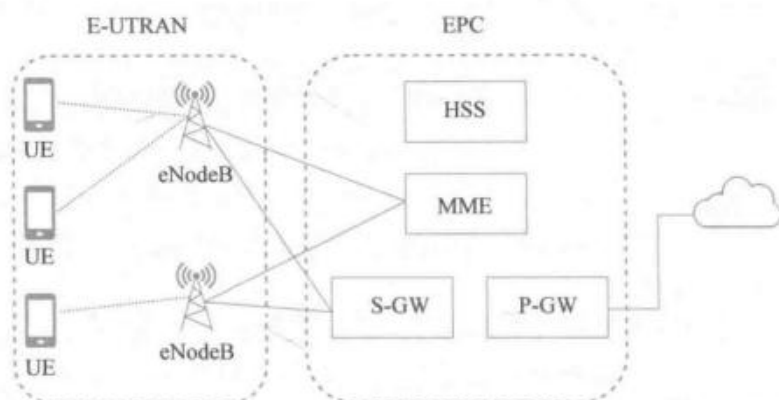 E-UTRAN
EPC
UE
eNodeB
HSS
UE
MME
UE
eNodeB
S-GW
P-GW